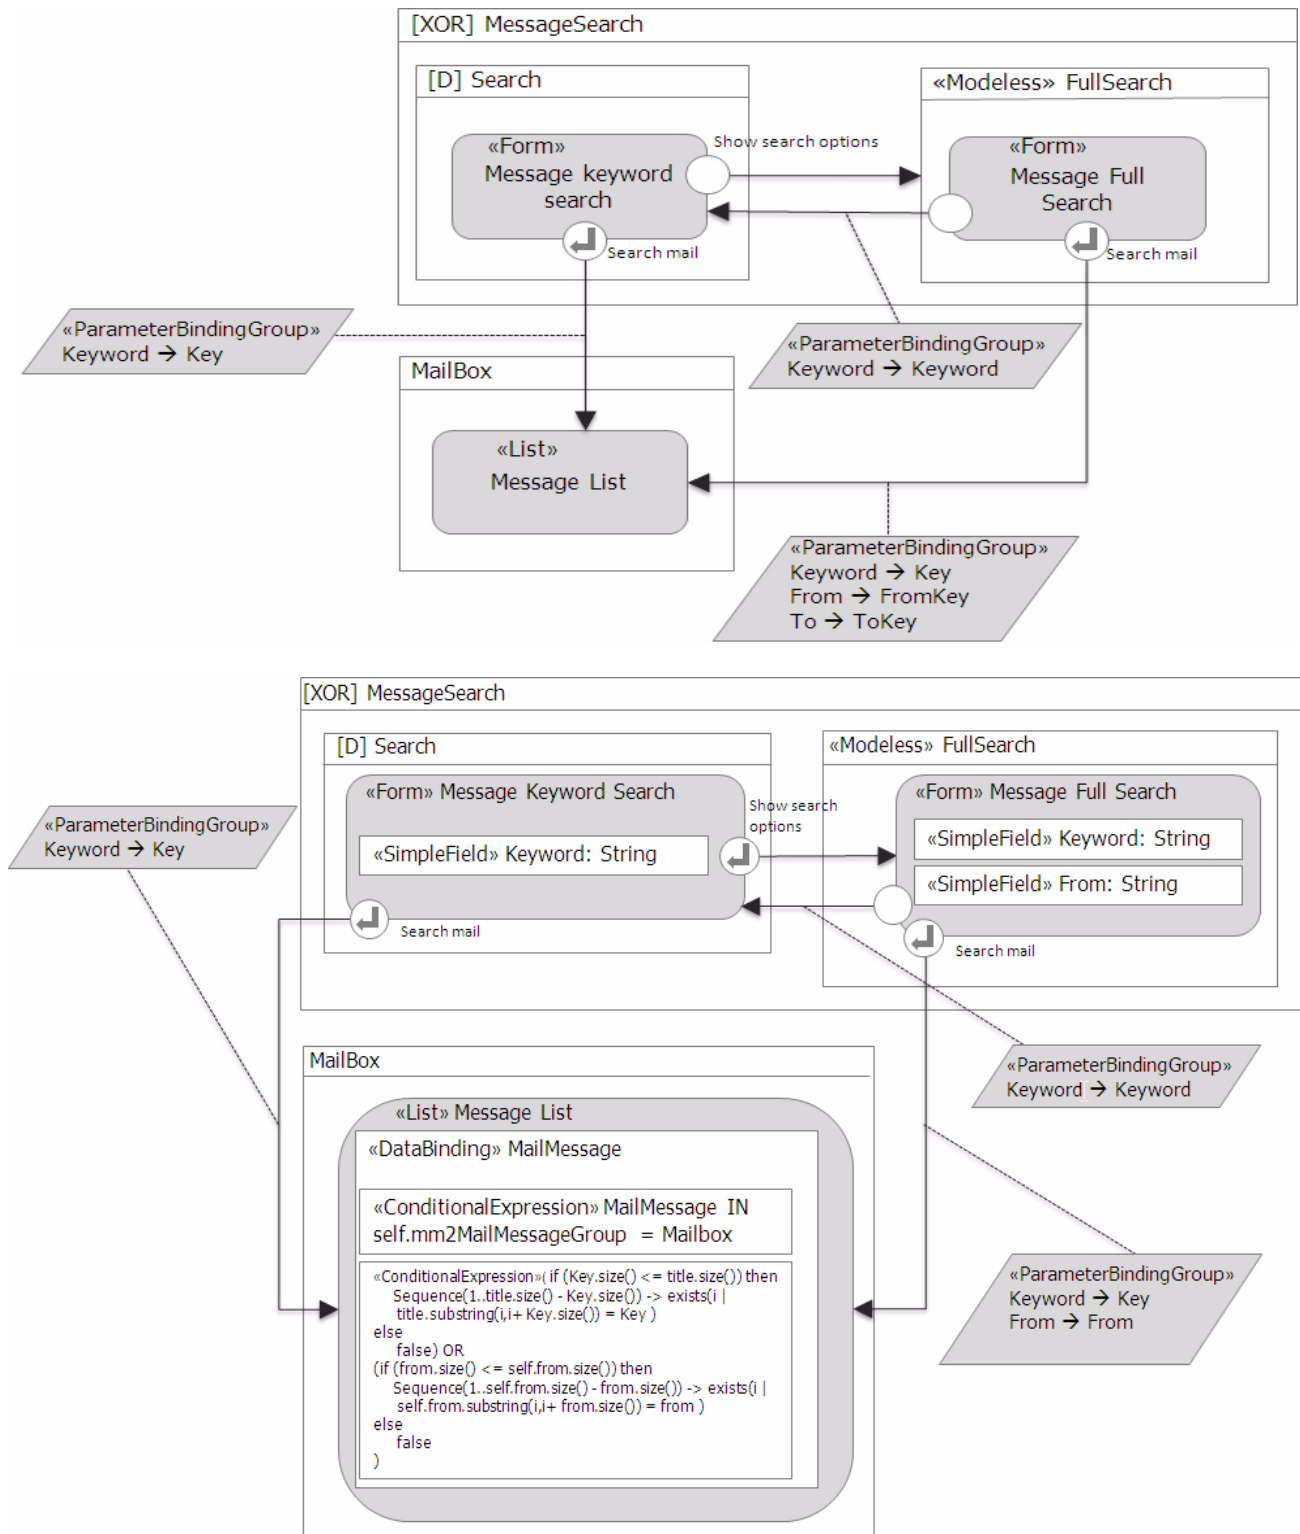 [XOR] MessageSearch
[D] Search
«Modeless» FullSearch
«Form»
Message keyword
search
Show search options
«Form»
Message Full
Search
Search mail
Search mail
«ParameterBindingGroup»
Keyword → Key
«ParameterBindingGroup»
Keyword → Keyword
MailBox
«List»
Message List
«ParameterBindingGroup»
Keyword → Key
From → FromKey
To → ToKey
[XOR] MessageSearch
[D] Search
«Modeless» FullSearch
«Form» Message Keyword Search
«SimpleField» Keyword: String
Show search
options
«Form» Message Full Search
«SimpleField» Keyword: String
«SimpleField» From: String
«ParameterBindingGroup»
Keyword → Key
Search mail
Search mail
MailBox
«ParameterBindingGroup»
Keyword → Keyword
«List» Message List
«DataBinding» MailMessage
«ConditionalExpression» MailMessage IN
self.mm2MailMessageGroup = Mailbox
«ConditionalExpression»( if (Key.size() <= title.size()) then
Sequence(1..title.size() - Key.size()) -> exists(i |
title.substring(i,i+ Key.size()) = Key )
else
false) OR
(if (from.size() <= self.from.size()) then
Sequence(1..self.from.size() - from.size()) -> exists(i |
self.from.substring(i,i+ from.size()) = from )
else
false
)
«ParameterBindingGroup»
Keyword → Key
From → From